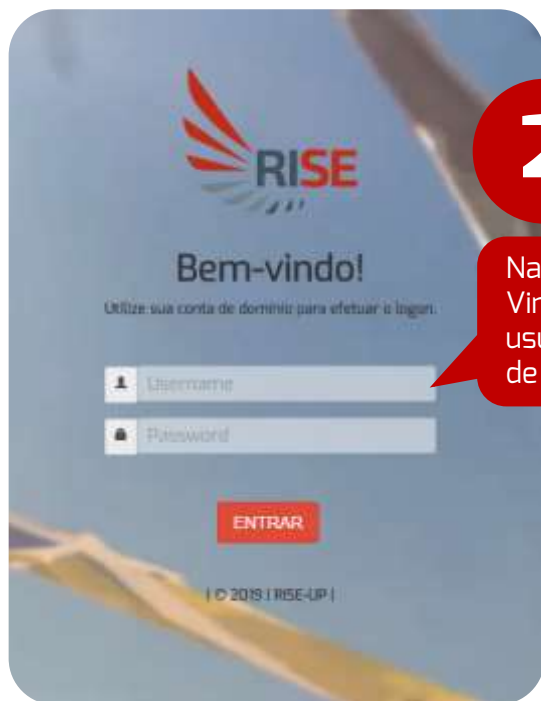 RISE
Bem-vindo!
Utilize sua conta de domínio para efetuar o logon.
Username
Password
ENTRAR
| © 2019 | RISE-UP |
2
Na
Vin
usu
de